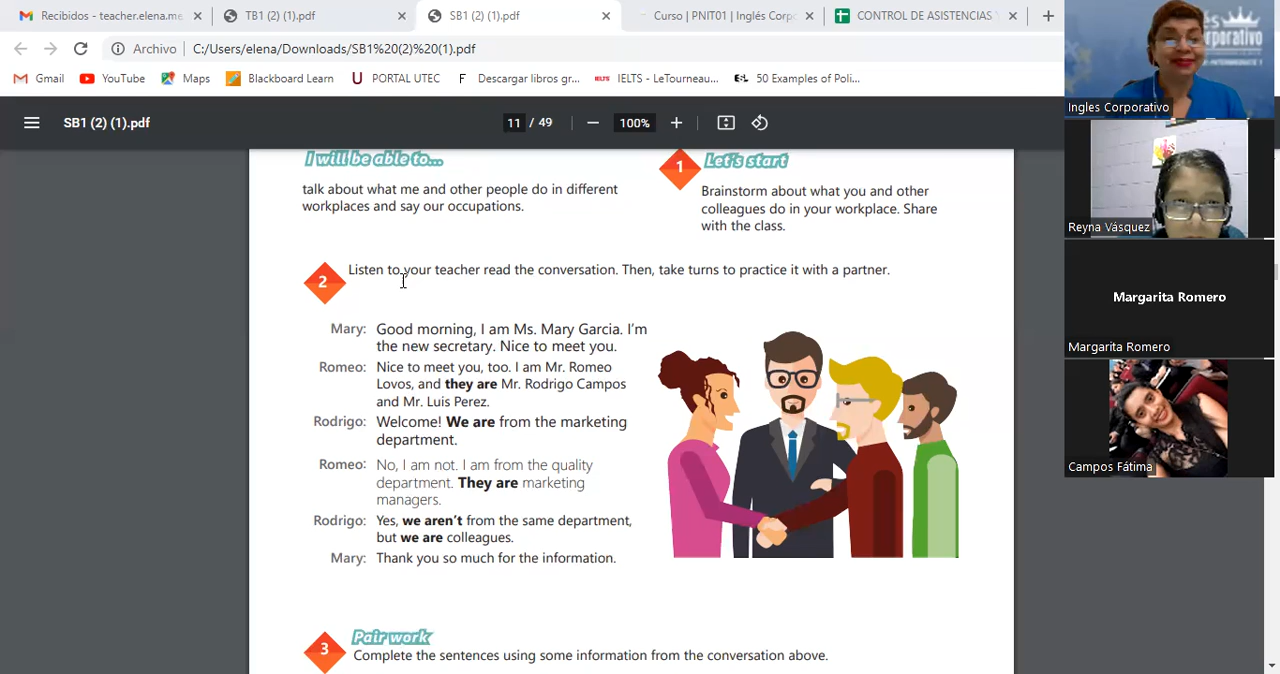 Recibidos - teacher.elena.me
TB1 (2) (1).pdf
SB1 (2) (1).pdf
Curso | PNIT01 | Inglés Corp
CONTROL DE ASISTENCIAS
Archivo
C:/Users/elena/Downloads/SB1%20(2)%20(1).pdf
Gmail
YouTube
Maps
Blackboard Learn
PORTAL UTEC
Descargar libros gr...
IELTS - LeTourneau...
50 Examples of Poli...
SB1 (2) (1).pdf
11 / 49
100%
I will be able to...
talk about what me and other people do in different
workplaces and say our occupations.
1
Let's start
Brainstorm about what you and other
colleagues do in your workplace. Share
with the class.
2
Listen to your teacher read the conversation. Then, take turns to practice it with a partner.
Mary: Good morning, I am Ms. Mary Garcia. I'm
the new secretary. Nice to meet you.
Romeo: Nice to meet you, too. I am Mr. Romeo
Lovos, and they are Mr. Rodrigo Campos
and Mr. Luis Perez.
Rodrigo: Welcome! We are from the marketing
department.
Romeo: No, I am not. I am from the quality
department. They are marketing
managers.
Rodrigo: Yes, we aren't from the same department,
but we are colleagues.
Mary: Thank you so much for the information.
3
Pair work
Complete the sentences using some information from the conversation above.
Ingles Corporativo
Reyna Vásquez
Margarita Romero
Margarita Romero
Campos Fátima